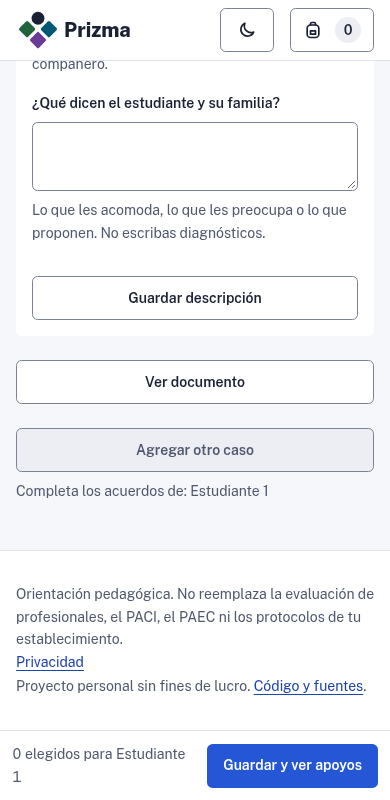 Prizma
0
compañero.
¿Qué dicen el estudiante y su familia?
Lo que les acomoda, lo que les preocupa o lo que
proponen. No escribas diagnósticos.
Guardar descripción
Ver documento
Agregar otro caso
Completa los acuerdos de: Estudiante 1
Orientación pedagógica. No reemplaza la evaluación de
profesionales, el PACI, el PAEC ni los protocolos de tu
establecimiento.
Privacidad
Proyecto personal sin fines de lucro. Código y fuentes.
0 elegidos para Estudiante
1
Guardar y ver apoyos